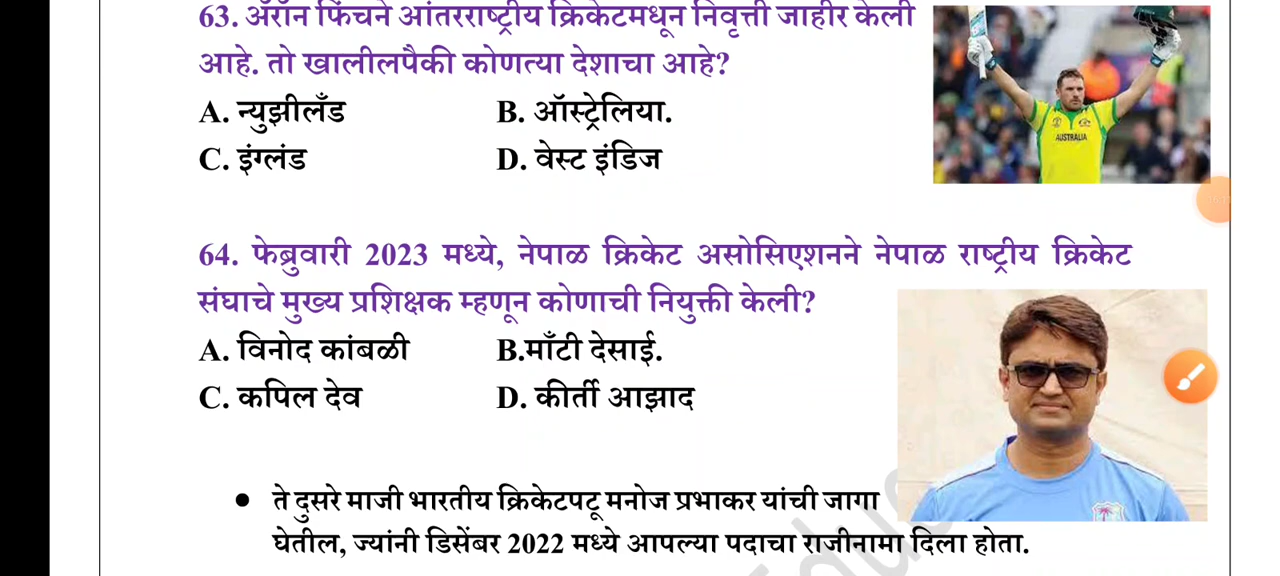 63. ॲरॉन फिंचने आंतरराष्ट्रीय क्रिकेटमधून निवृत्ती जाहीर केली
आहे. तो खालीलपैकी कोणत्या देशाचा आहे?
A. न्युझीलँड B. ऑस्ट्रेलिया.
C. इंग्लंड D. वेस्ट इंडिज
AUSTRALIA
64. फेब्रुवारी 2023 मध्ये, नेपाळ क्रिकेट असोसिएशनने नेपाळ राष्ट्रीय क्रिकेट
संघाचे मुख्य प्रशिक्षक म्हणून कोणाची नियुक्ती केली?
A. विनोद कांबळी B.माँटी देसाई.
C. कपिल देव D. कीर्ती आझाद
• ते दुसरे माजी भारतीय क्रिकेटपटू मनोज प्रभाकर यांची जागा
घेतील, ज्यांनी डिसेंबर 2022 मध्ये आपल्या पदाचा राजीनामा दिला होता.